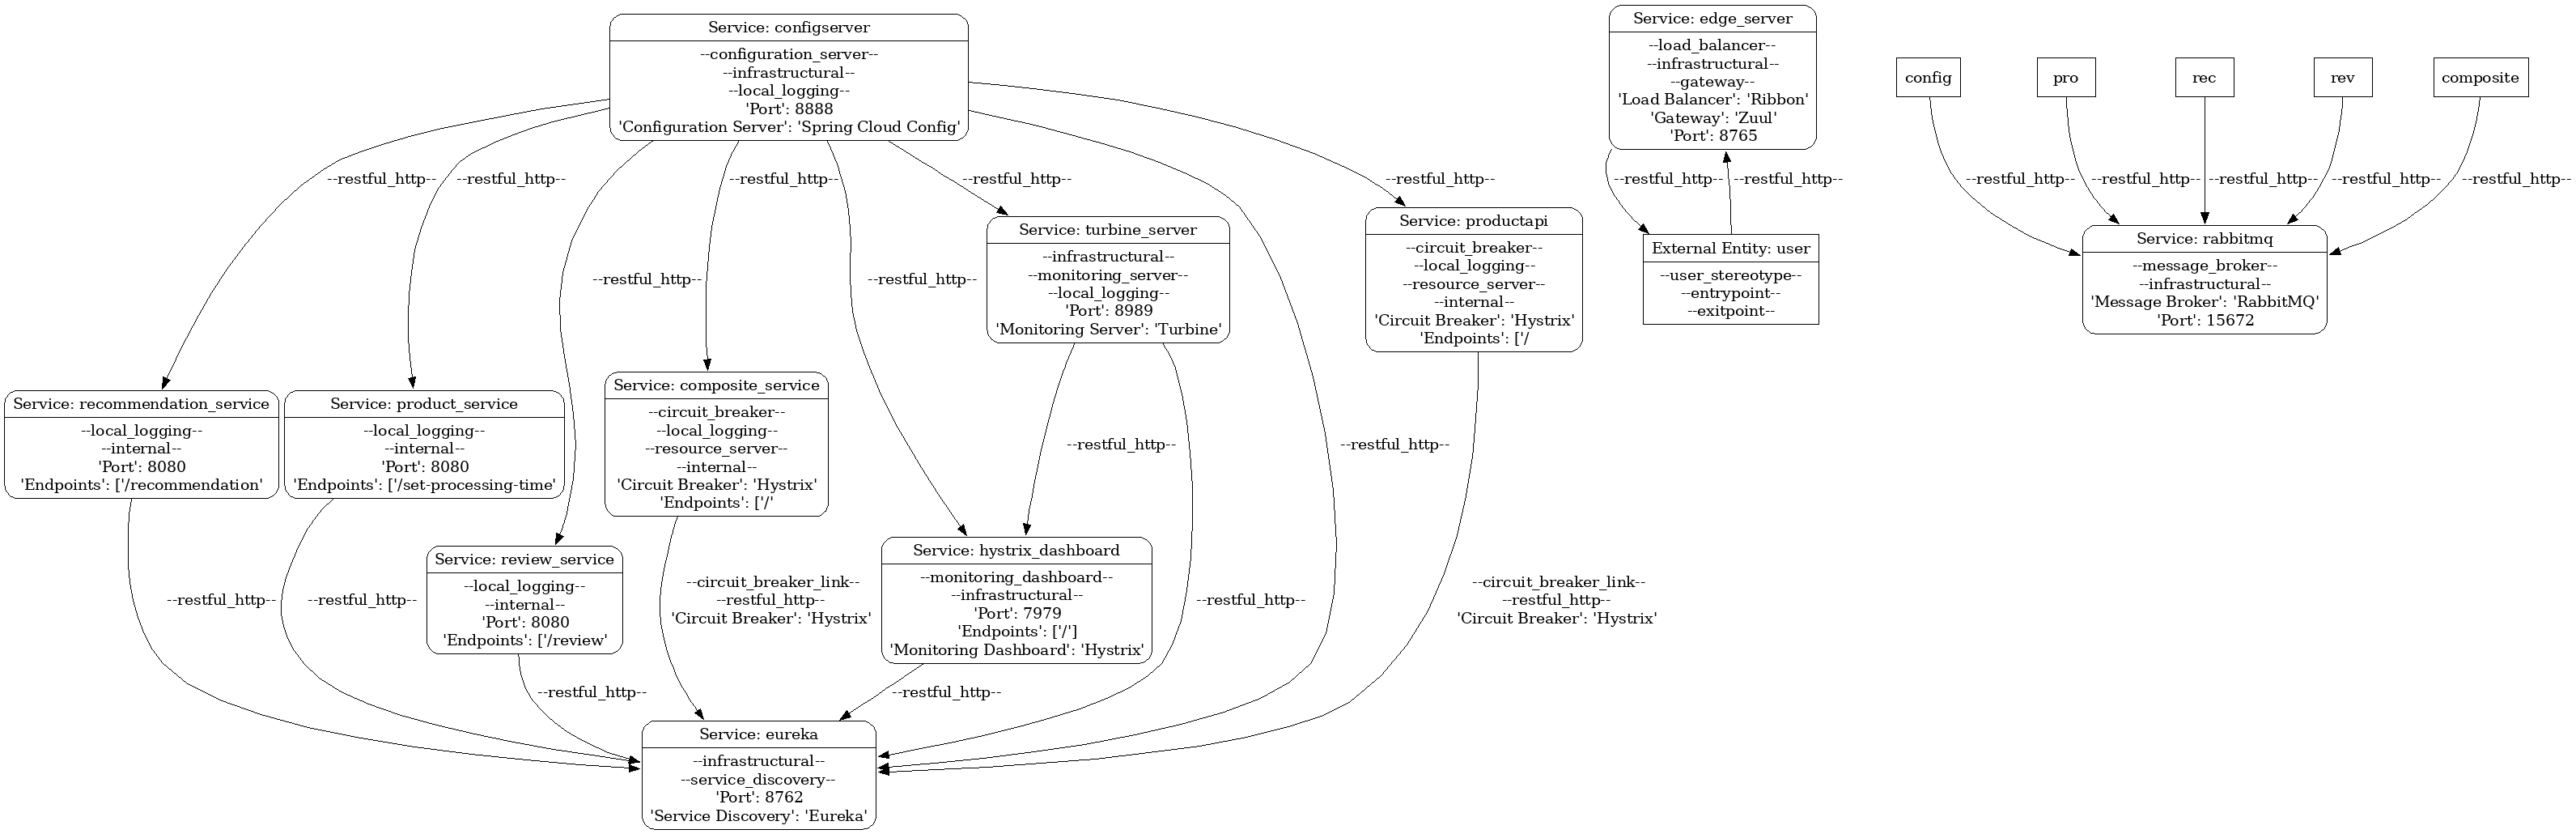 Service: configserver
--configuration_server--
--infrastructural--
--local_logging--
'Port': 8888
'Configuration Server': 'Spring Cloud Config'
Service: edge_server
--load_balancer--
--infrastructural--
--gateway--
'Load Balancer': 'Ribbon'
'Gateway': 'Zuul'
'Port': 8765
config
pro
rec
rev
composite
--restful_http--
--restful_http--
--restful_http--
--restful_http--
--restful_http--
--restful_http--
--restful_http--
--restful_http--
--restful_http--
--restful_http--
--restful_http--
--restful_http--
--restful_http--
--restful_http--
Service: turbine_server
--infrastructural--
--monitoring_server--
--local_logging--
'Port': 8989
'Monitoring Server': 'Turbine'
Service: productapi
--circuit_breaker--
--local_logging--
--resource_server--
--internal--
'Circuit Breaker': 'Hystrix'
'Endpoints': ['/
External Entity: user
--user_stereotype--
--entrypoint--
--exitpoint--
Service: rabbitmq
--message_broker--
--infrastructural--
'Message Broker': 'RabbitMQ'
'Port': 15672
Service: recommendation_service
--local_logging--
--internal--
'Port': 8080
'Endpoints': ['/recommendation'
Service: product_service
--local_logging--
--internal--
'Port': 8080
'Endpoints': ['/set-processing-time'
Service: composite_service
--circuit_breaker--
--local_logging--
--resource_server--
--internal--
'Circuit Breaker': 'Hystrix'
'Endpoints': ['/'
--restful_http--
--restful_http--
Service: review_service
--local_logging--
--internal--
'Port': 8080
'Endpoints': ['/review'
Service: hystrix_dashboard
--monitoring_dashboard--
--infrastructural--
'Port': 7979
'Endpoints': ['/']
'Monitoring Dashboard': 'Hystrix'
--restful_http--
--restful_http--
--circuit_breaker_link--
--restful_http--
'Circuit Breaker': 'Hystrix'
--restful_http--
--circuit_breaker_link--
--restful_http--
'Circuit Breaker': 'Hystrix'
--restful_http--
--restful_http--
Service: eureka
--infrastructural--
--service_discovery--
'Port': 8762
'Service Discovery': 'Eureka'